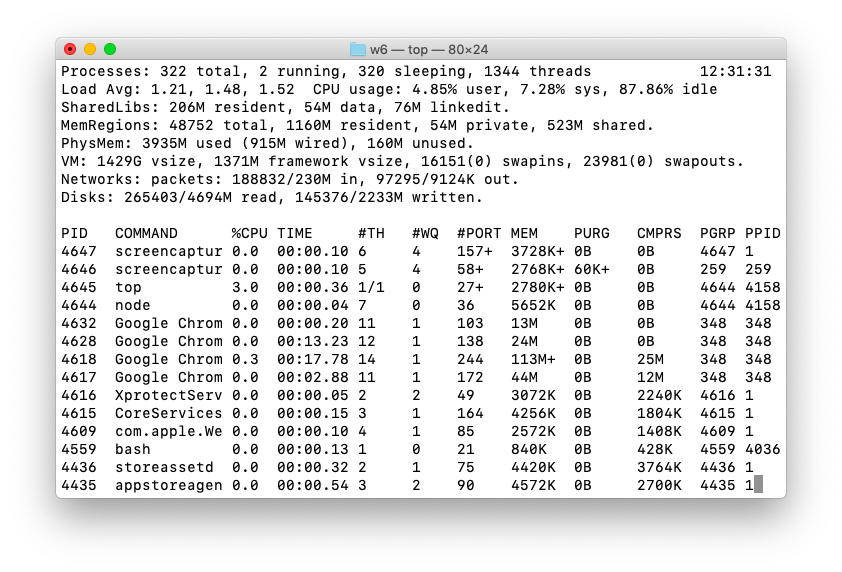 w6 — top — 80×24
Processes: 322 total, 2 running, 320 sleeping, 1344 threads 12:31:31
Load Avg: 1.21, 1.48, 1.52 CPU usage: 4.85% user, 7.28% sys, 87.86% idle
SharedLibs: 206M resident, 54M data, 76M linkedit.
MemRegions: 48752 total, 1160M resident, 54M private, 523M shared.
PhysMem: 3935M used (915M wired), 160M unused.
VM: 1429G vsize, 1371M framework vsize, 16151(0) swapins, 23981(0) swapouts.
Networks: packets: 188832/230M in, 97295/9124K out.
Disks: 265403/4694M read, 145376/2233M written.
PID COMMAND %CPU TIME #TH #WQ #PORT MEM PURG CMPRS PGRP PPID
4647 screencaptur 0.0 00:00.10 6 4 157+ 3728K+ 0B 0B 4647 1
4646 screencaptur 0.0 00:00.10 5 4 58+ 2768K+ 60K+ 0B 259 259
4645 top 3.0 00:00.36 1/1 0 27+ 2780K+ 0B 0B 4644 4158
4644 node 0.0 00:00.04 7 0 36 5652K 0B 0B 4644 4158
4632 Google Chrom 0.0 00:00.20 11 1 103 13M 0B 0B 348 348
4628 Google Chrom 0.0 00:13.23 12 1 138 24M 0B 0B 348 348
4618 Google Chrom 0.3 00:17.78 14 1 244 113M+ 0B 25M 348 348
4617 Google Chrom 0.0 00:02.88 11 1 172 44M 0B 12M 348 348
4616 XprotectServ 0.0 00:00.05 2 2 49 3072K 0B 2240K 4616 1
4615 CoreServices 0.0 00:00.15 3 1 164 4256K 0B 1804K 4615 1
4609 com.apple.We 0.0 00:00.10 4 1 85 2572K 0B 1408K 4609 1
4559 bash 0.0 00:00.13 1 0 21 840K 0B 428K 4559 4036
4436 storeassetd 0.0 00:00.32 2 1 75 4420K 0B 3764K 4436 1
4435 appstoreagen 0.0 00:00.54 3 2 90 4572K 0B 2700K 4435 1